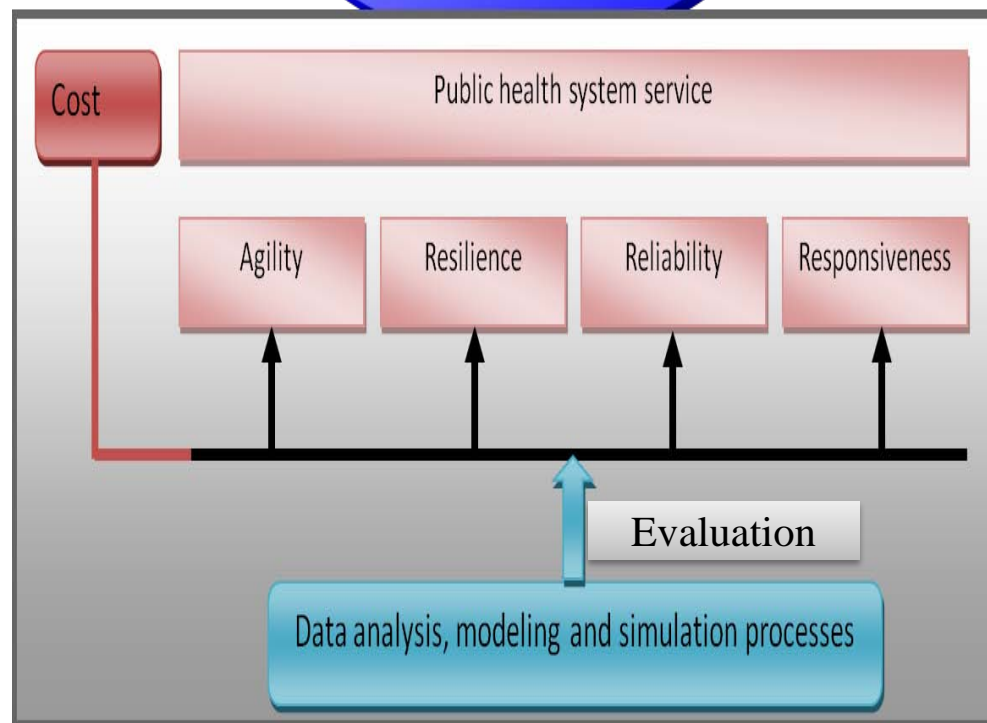 Cost
Public health system service
Agility
Resilience
Reliability
Responsiveness
Evaluation
Data analysis, modeling and simulation processes